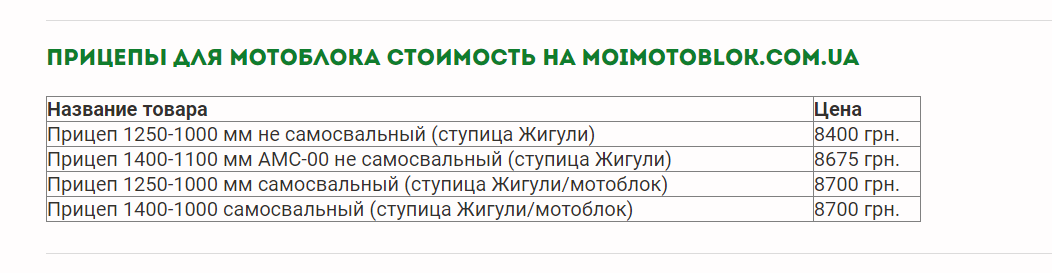 ПРИЦЕПЫ ДЛЯ МОТОБЛОКА СТОИМОСТЬ НА MOIMOTOBLOK.COM.UA
Название товара Цена
Прицеп 1250-1000 мм не самосвальный (ступица Жигули) 8400 грн.
Прицеп 1400-1100 мм АМС-00 не самосвальный (ступица Жигули) 8675 грн.
Прицеп 1250-1000 мм самосвальный (ступица Жигули/мотоблок) 8700 грн.
Прицеп 1400-1000 самосвальный (ступица Жигули/мотоблок) 8700 грн.